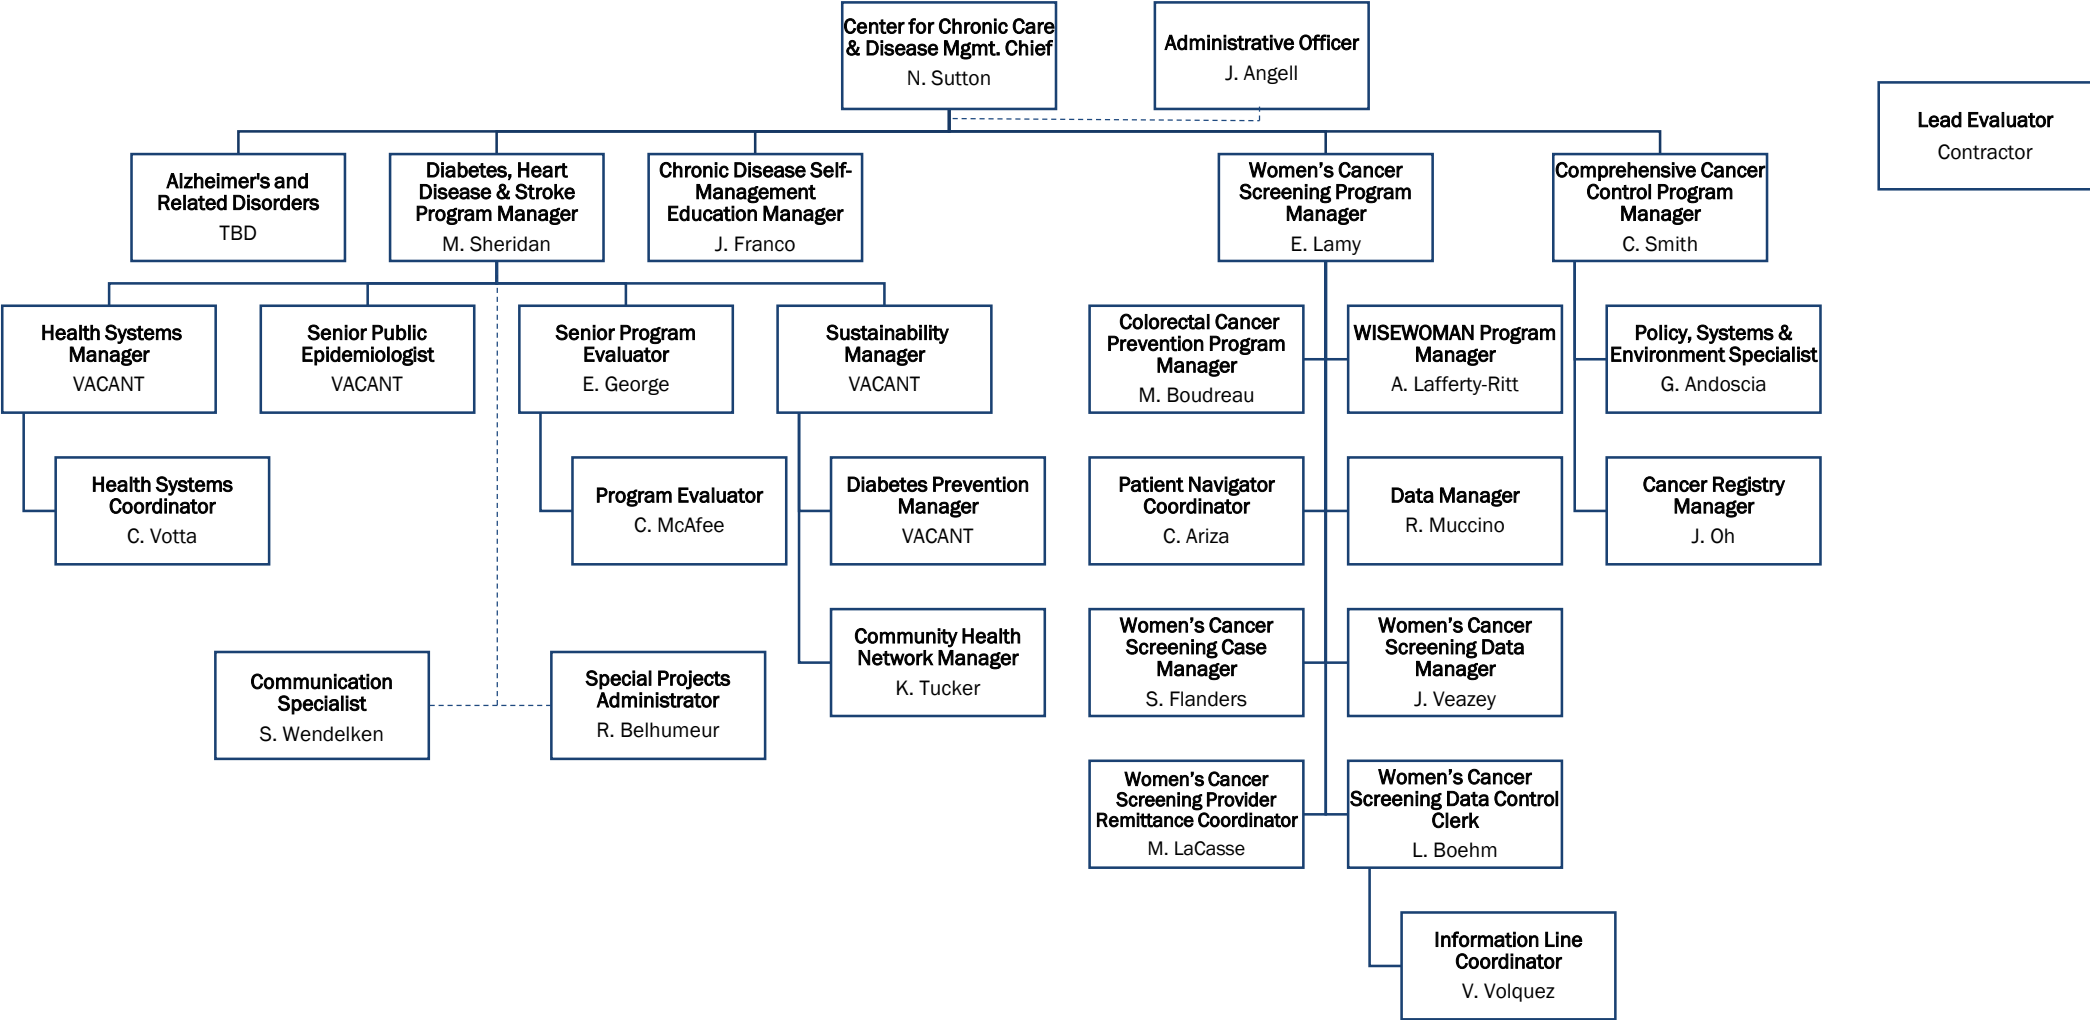 Center for Chronic Care
& Disease Mgmt. Chief
N. Sutton
Administrative Officer
J. Angell
Lead Evaluator
Contractor
Alzheimer's and
Related Disorders
TBD
Diabetes, Heart
Disease & Stroke
Program Manager
M. Sheridan
Chronic Disease Self-
Management
Education Manager
J. Franco
Women’s Cancer
Screening Program
Manager
E. Lamy
Comprehensive Cancer
Control Program
Manager
C. Smith
Health Systems
Manager
VACANT
Senior Public
Epidemiologist
VACANT
Senior Program
Evaluator
E. George
Sustainability
Manager
VACANT
Colorectal Cancer
Prevention Program
Manager
M. Boudreau
WISEWOMAN Program
Manager
A. Lafferty-Ritt
Policy, Systems &
Environment Specialist
G. Andoscia
Health Systems
Coordinator
C. Votta
Program Evaluator
C. McAfee
Diabetes Prevention
Manager
VACANT
Patient Navigator
Coordinator
C. Ariza
Data Manager
R. Muccino
Cancer Registry
Manager
J. Oh
Communication
Specialist
S. Wendelken
Special Projects
Administrator
R. Belhumeur
Community Health
Network Manager
K. Tucker
Women’s Cancer
Screening Case
Manager
S. Flanders
Women’s Cancer
Screening Data
Manager
J. Veazey
Women’s Cancer
Screening Provider
Remittance Coordinator
M. LaCasse
Women’s Cancer
Screening Data Control
Clerk
L. Boehm
Information Line
Coordinator
V. Volquez